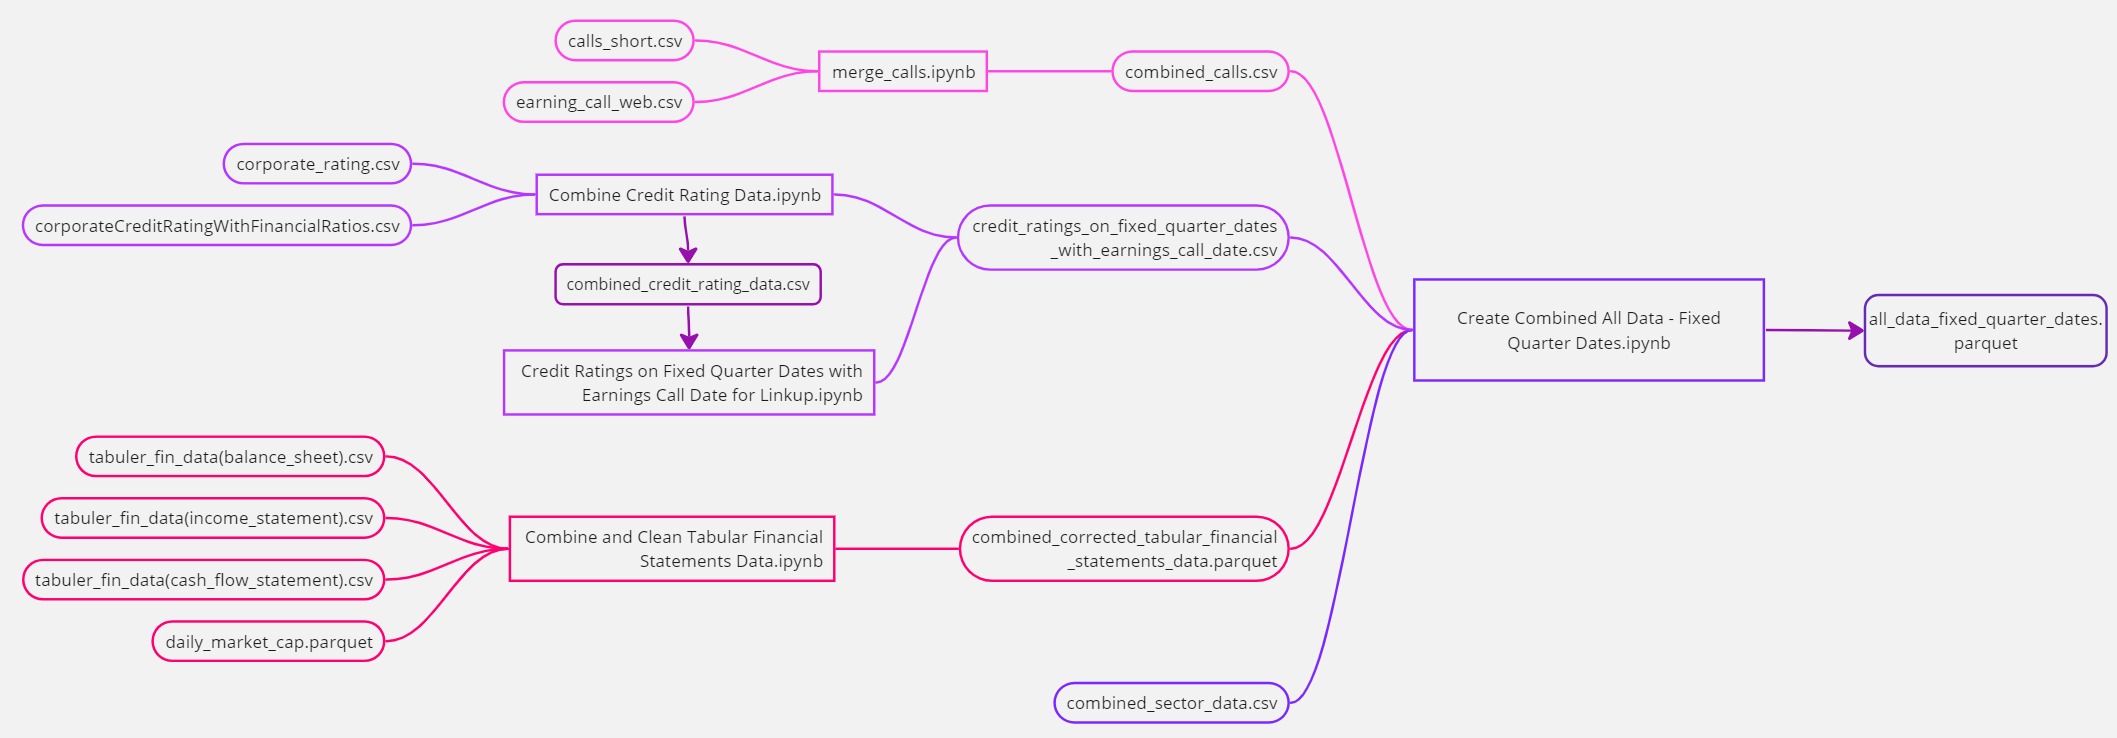 calls_short.csv
earning_call_web.csv
merge_calls.ipynb
combined_calls.csv
corporate_rating.csv
corporateCreditRatingWithFinancialRatios.csv
Combine Credit Rating Data.ipynb
combined_credit_rating_data.csv
Credit Ratings on Fixed Quarter Dates with
Earnings Call Date for Linkup.ipynb
credit_ratings_on_fixed_quarter_dates
_with_earnings_call_date.csv
tabuler_fin_data(balance_sheet).csv
tabuler_fin_data(income_statement).csv
tabuler_fin_data(cash_flow_statement).csv
daily_market_cap.parquet
Combine and Clean Tabular Financial
Statements Data.ipynb
combined_corrected_tabular_financial
_statements_data.parquet
combined_sector_data.csv
Create Combined All Data - Fixed
Quarter Dates.ipynb
all_data_fixed_quarter_dates.
parquet